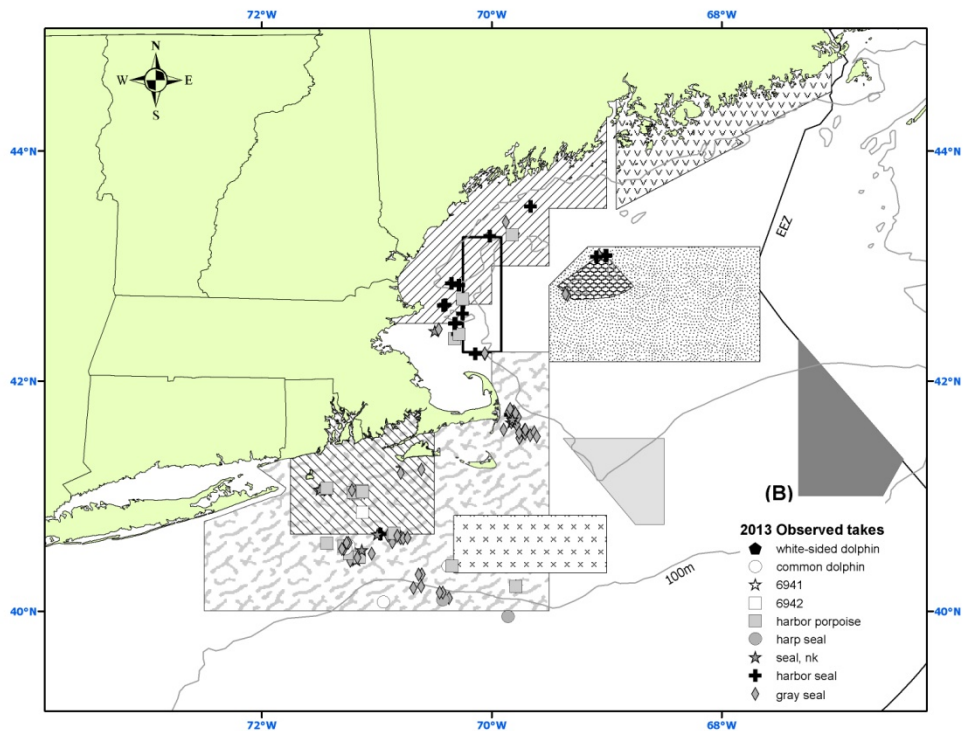 72°W 70°W 68°W
N
W E
S
44°N 44°N
EEZ
42°N 42°N
(B)
2013 Observed takes
white-sided dolphin
common dolphin
6941
6942
harbor porpoise
harp seal
seal, nk
harbor seal
gray seal
100m
40°N 40°N
72°W 70°W 68°W